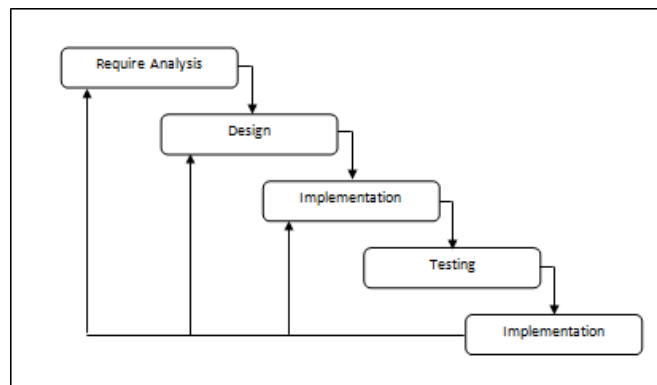 Require Analysis
Design
Implementation
Testing
Implementation